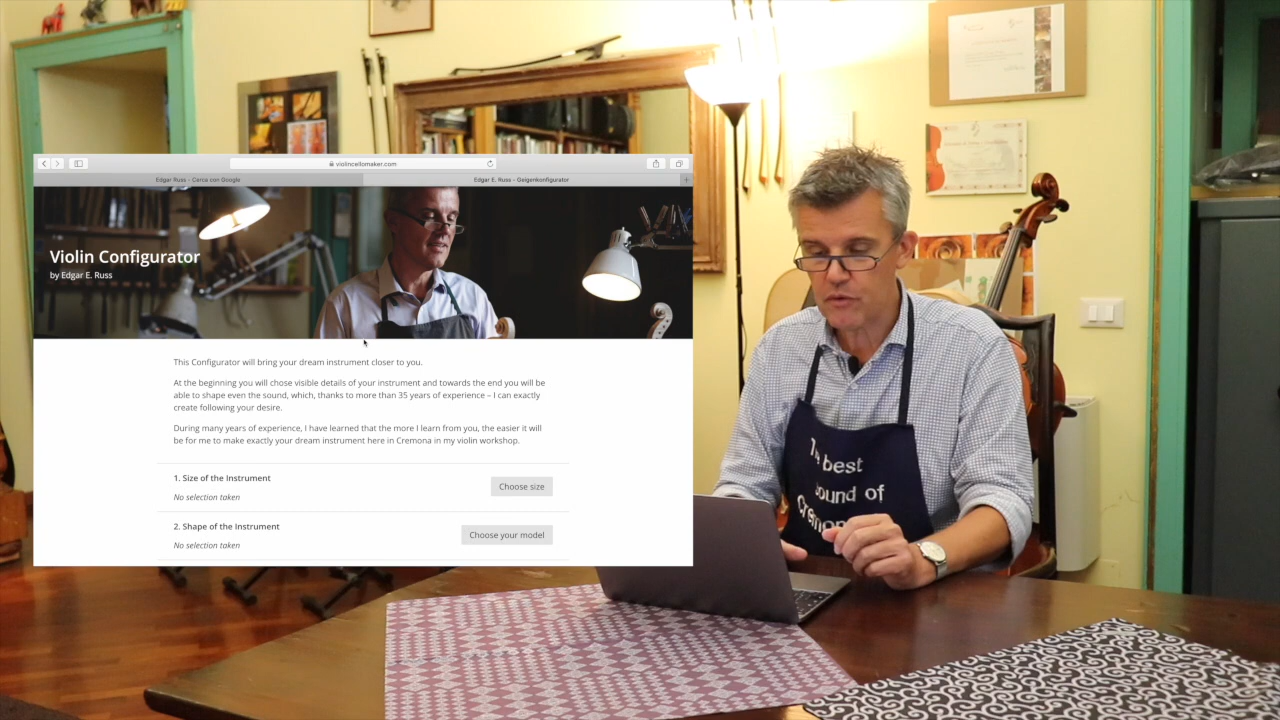 violincellomaker.com
Edgar Russ - Cerca con Google
Edgar E. Russ - Geigenkonfigurator
Violin Configurator
by Edgar E. Russ
This Configurator will bring your dream instrument closer to you.
At the beginning you will chose visible details of your instrument and towards the end you will be
able to shape even the sound, which, thanks to more than 35 years of experience – I can exactly
create following your desire.
During many years of experience, I have learned that the more I learn from you, the easier it will
be for me to make exactly your dream instrument here in Cremona in my violin workshop.
1. Size of the Instrument
No selection taken
Choose size
2. Shape of the Instrument
No selection taken
Choose your model
best
ound of